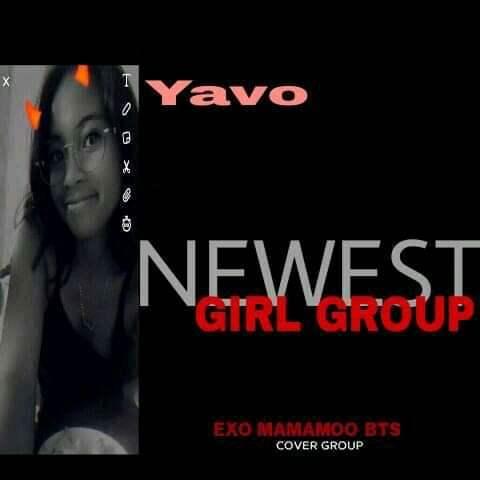 Yavo
NEWEST
GIRL GROUP
EXO MAMAMOO BTS
COVER GROUP